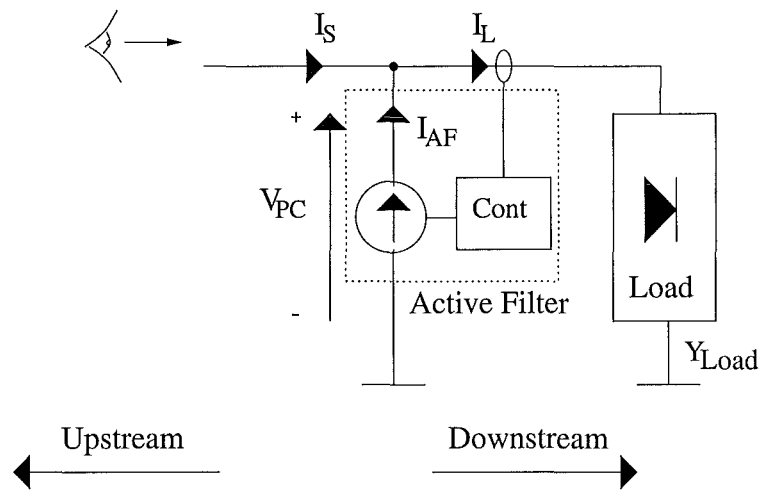 I_S
I_L
+
I_AF
V_PC
Cont
-
Active Filter
Load
Y_Load
Upstream
Downstream